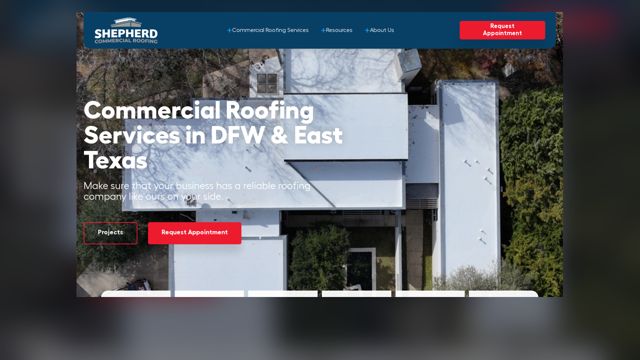 SHEPHERD
COMMERCIAL ROOFING
Commercial Roofing Services
Resources
About Us
Request
Appointment
Commercial Roofing
Services in DFW & East
Texas
Make sure that your business has a reliable roofing
company like ours on your side.
Projects
Request Appointment